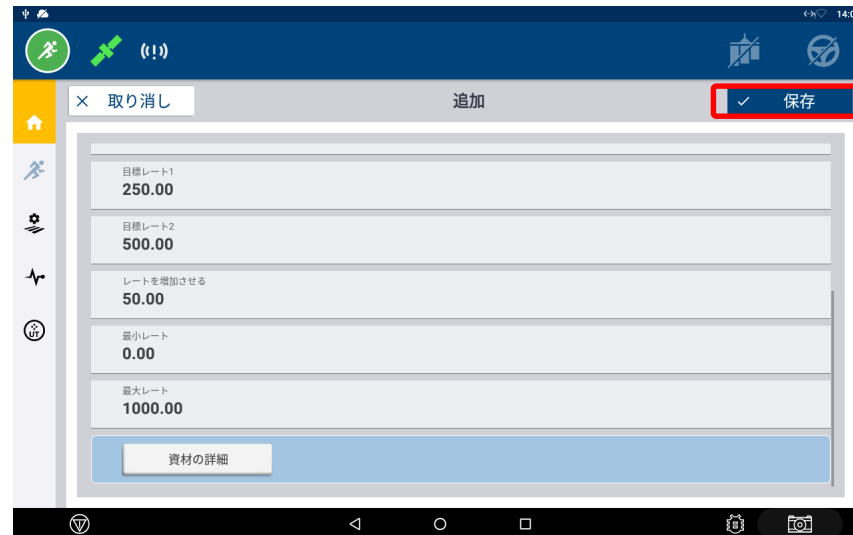 14:0
取り消し
追加
保存
目標レート1
250.00
目標レート2
500.00
レートを増加させる
50.00
最小レート
0.00
最大レート
1000.00
資材の詳細
UT